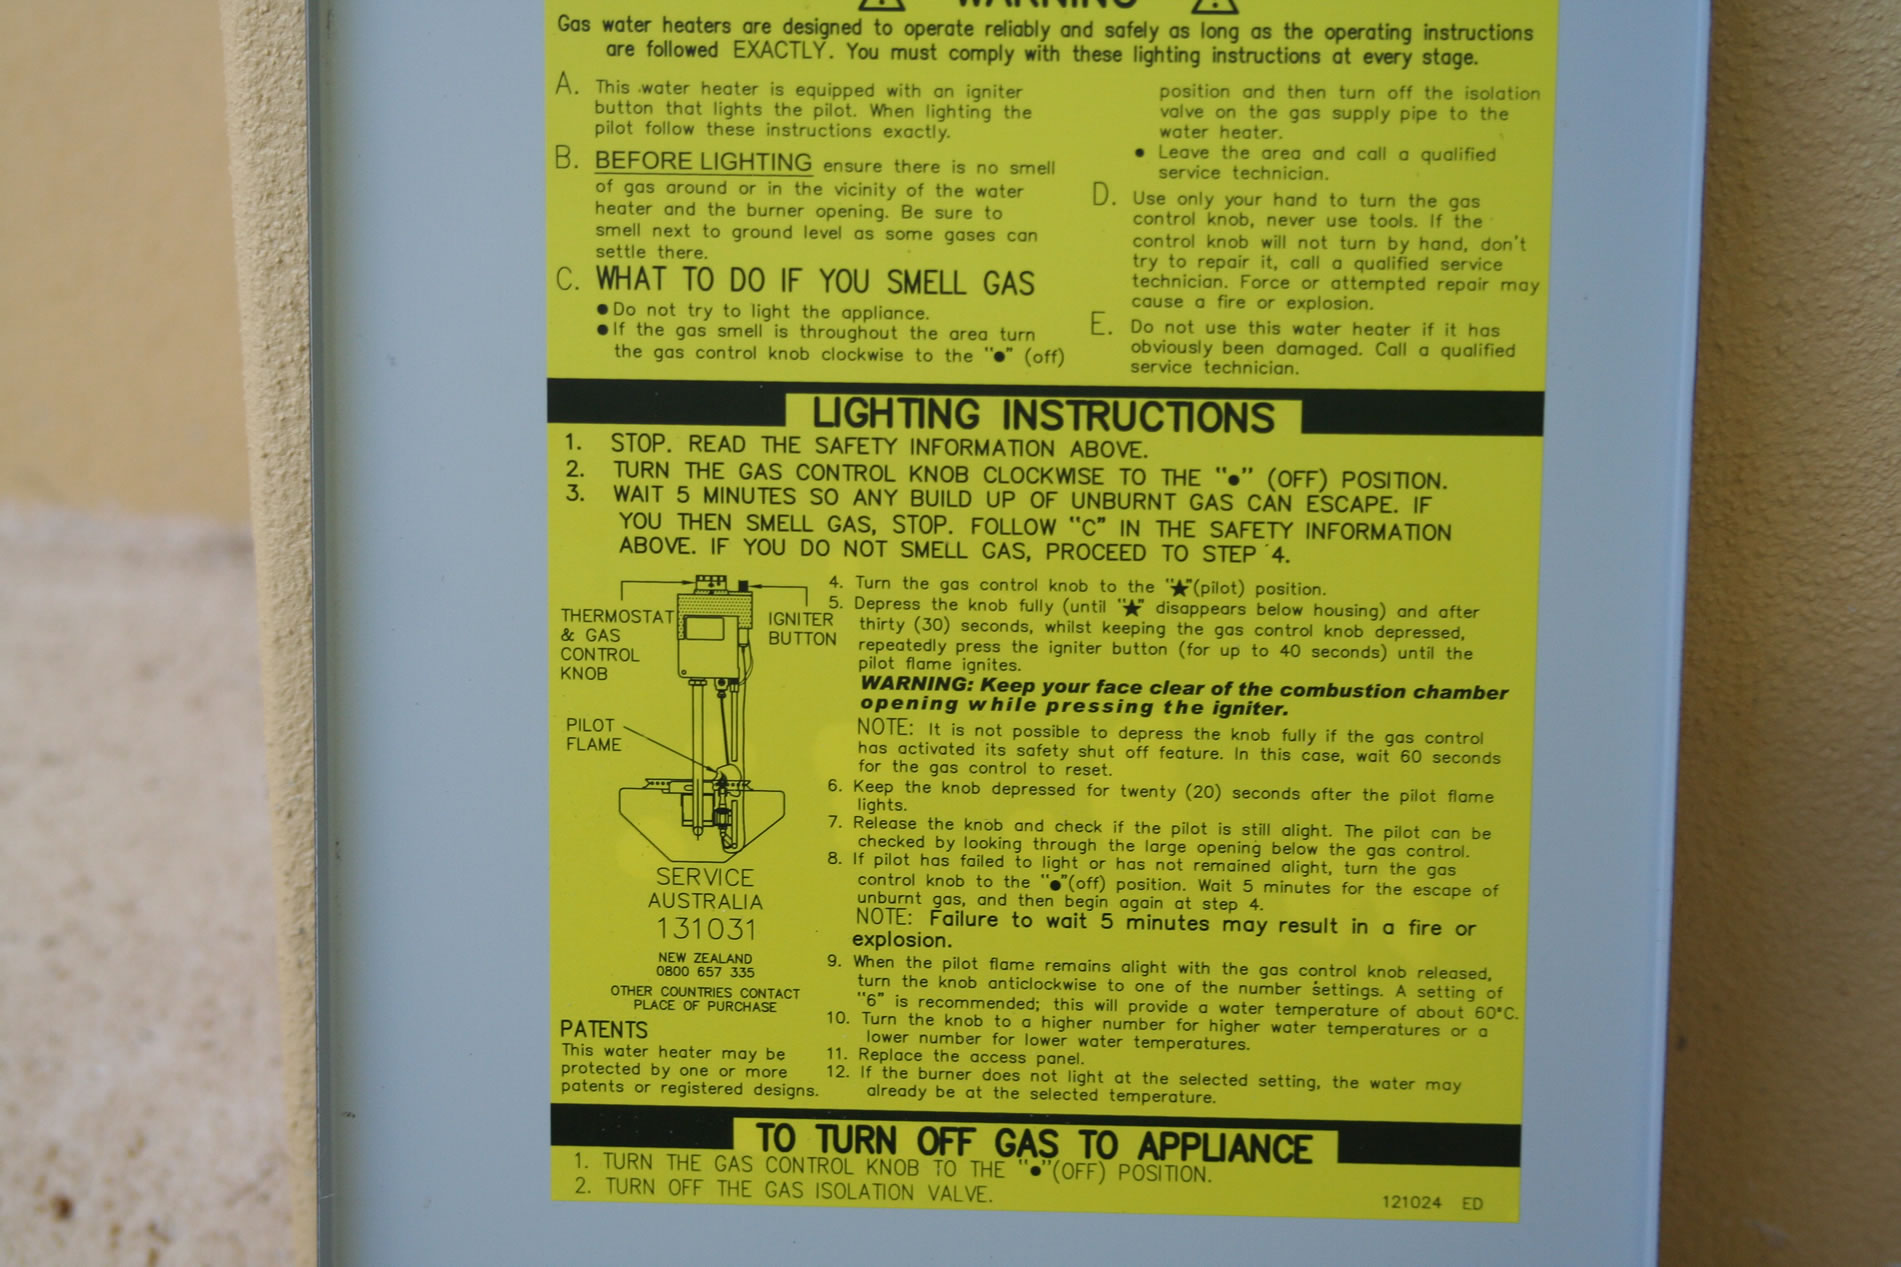 WARNING
Gas water heaters are designed to operate reliably and safely as long as the operating instructions
are followed EXACTLY. You must comply with these lighting instructions at every stage.
A. This water heater is equipped with an igniter
button that lights the pilot. When lighting the
pilot follow these instructions exactly.
B. BEFORE LIGHTING ensure there is no smell
of gas around or in the vicinity of the water
heater and the burner opening. Be sure to
smell next to ground level as some gases can
settle there.
C. WHAT TO DO IF YOU SMELL GAS
● Do not try to light the appliance.
● If the gas smell is throughout the area turn
the gas control knob clockwise to the "●" (off)
position and then turn off the isolation
valve on the gas supply pipe to the
water heater.
● Leave the area and call a qualified
service technician.
D. Use only your hand to turn the gas
control knob, never use tools. If the
control knob will not turn by hand, don't
try to repair it, call a qualified service
technician. Force or attempted repair may
cause a fire or explosion.
E. Do not use this water heater if it has
obviously been damaged. Call a qualified
service technician.
LIGHTING INSTRUCTIONS
1. STOP. READ THE SAFETY INFORMATION ABOVE.
2. TURN THE GAS CONTROL KNOB CLOCKWISE TO THE "●" (OFF) POSITION.
3. WAIT 5 MINUTES SO ANY BUILD UP OF UNBURNT GAS CAN ESCAPE. IF
YOU THEN SMELL GAS, STOP. FOLLOW "C" IN THE SAFETY INFORMATION
ABOVE. IF YOU DO NOT SMELL GAS, PROCEED TO STEP 4.
THERMOSTAT
& GAS
CONTROL
KNOB
IGNITER
BUTTON
PILOT
FLAME
SERVICE
AUSTRALIA
131031
NEW ZEALAND
0800 657 335
OTHER COUNTRIES CONTACT
PLACE OF PURCHASE
PATENTS
This water heater may be
protected by one or more
patents or registered designs.
4. Turn the gas control knob to the "★"(pilot) position.
5. Depress the knob fully (until "★" disappears below housing) and after
thirty (30) seconds, whilst keeping the gas control knob depressed,
repeatedly press the igniter button (for up to 40 seconds) until the
pilot flame ignites.
WARNING: Keep your face clear of the combustion chamber
opening while pressing the igniter.
NOTE: It is not possible to depress the knob fully if the gas control
has activated its safety shut off feature. In this case, wait 60 seconds
for the gas control to reset.
6. Keep the knob depressed for twenty (20) seconds after the pilot flame
lights.
7. Release the knob and check if the pilot is still alight. The pilot can be
checked by looking through the large opening below the gas control.
8. If pilot has failed to light or has not remained alight, turn the gas
control knob to the "●"(off) position. Wait 5 minutes for the escape of
unburnt gas, and then begin again at step 4.
NOTE: Failure to wait 5 minutes may result in a fire or
explosion.
9. When the pilot flame remains alight with the gas control knob released,
turn the knob anticlockwise to one of the number settings. A setting of
"6" is recommended; this will provide a water temperature of about 60°C.
10. Turn the knob to a higher number for higher water temperatures or a
lower number for lower water temperatures.
11. Replace the access panel.
12. If the burner does not light at the selected setting, the water may
already be at the selected temperature.
TO TURN OFF GAS TO APPLIANCE
1. TURN THE GAS CONTROL KNOB TO THE "●"(OFF) POSITION.
2. TURN OFF THE GAS ISOLATION VALVE.
121024 ED